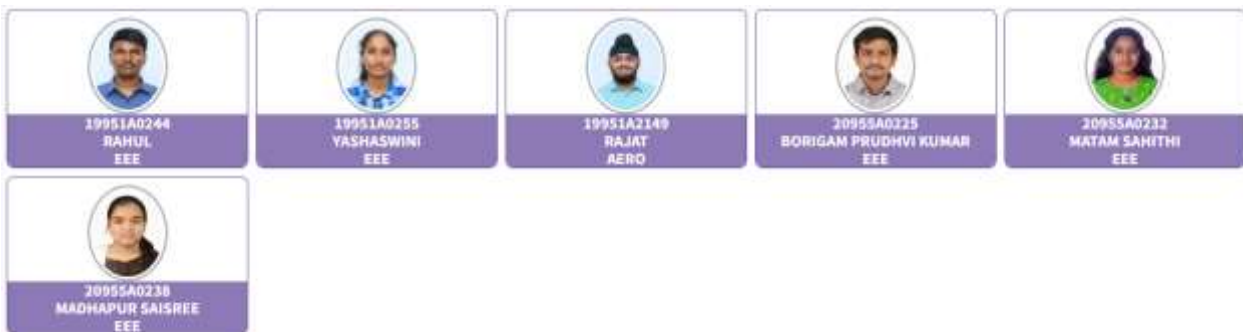 19951A0244
RAHUL
EEE
19951A0255
YASHASWINI
EEE
19951A2149
RAJAT
AERO
20955A0225
BORIGAM PRUDHVI KUMAR
EEE
20955A0232
MATAM SAHITHI
EEE
20955A0238
MADHAPUR SAISREE
EEE